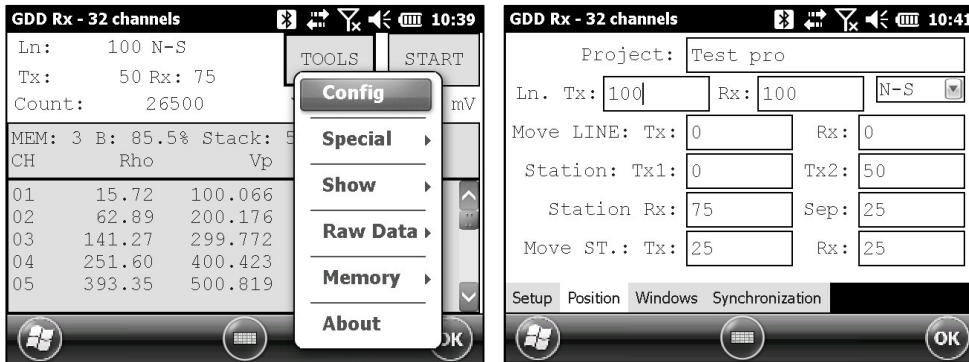 GDD Rx - 32 channels 10:39
Ln: 100 N-S TOOLS START
Tx: 50 Rx: 75
Count: 26500 mV
MEM: 3 B: 85.5% Stack:
CH Rho Vp
01 15.72 100.066
02 62.89 200.176
03 141.27 299.772
04 251.60 400.423
05 393.35 500.819
Config
Special
Show
Raw Data
Memory
About
OK
GDD Rx - 32 channels 10:41
Project: Test pro
Ln. Tx: 100 Rx: 100 N-S
Move LINE: Tx: 0 Rx: 0
Station: Tx1: 0 Tx2: 50
Station Rx: 75 Sep: 25
Move ST.: Tx: 25 Rx: 25
Setup Position Windows Synchronization
OK